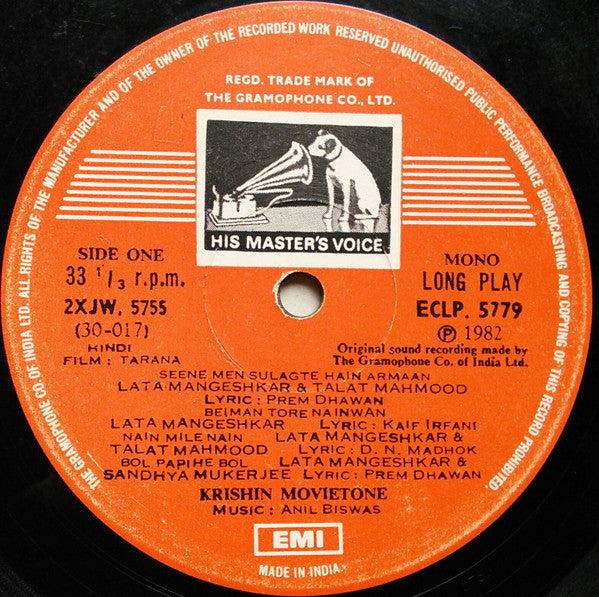 THE GRAMOPHONE CO. OF INDIA LTD. ALL RIGHTS OF THE MANUFACTURER AND OF THE OWNER OF THE RECORDED WORK RESERVED UNAUTHORISED PUBLIC PERFORMANCE BROADCASTING AND COPYING OF THIS RECORD PROHIBITED.
REGD. TRADE MARK OF
THE GRAMOPHONE CO., LTD.
HIS MASTER'S VOICE
SIDE ONE
33 1/3 r.p.m.
2XJW. 5755
(30-017)
HINDI
FILM : TARANA
MONO
LONG PLAY
ECLP. 5779
℗ 1982
Original sound recording made by
The Gramophone Co. of India Ltd.
SEENE MEN SULAGTE HAIN ARMAAN
LATA MANGESHKAR & TALAT MAHMOOD
LYRIC : PREM DHAWAN
BEIMAN TORE NAINWAN
LATA MANGESHKAR LYRIC : KAIF IRFANI
NAIN MILE NAIN LATA MANGESHKAR &
TALAT MAHMOOD LYRIC : D. N. MADHOK
BOL PAPIHE BOL LATA MANGESHKAR &
SANDHYA MUKERJEE LYRIC : PREM DHAWAN
KRISHIN MOVIETONE
MUSIC : ANIL BISWAS
EMI
MADE IN INDIA